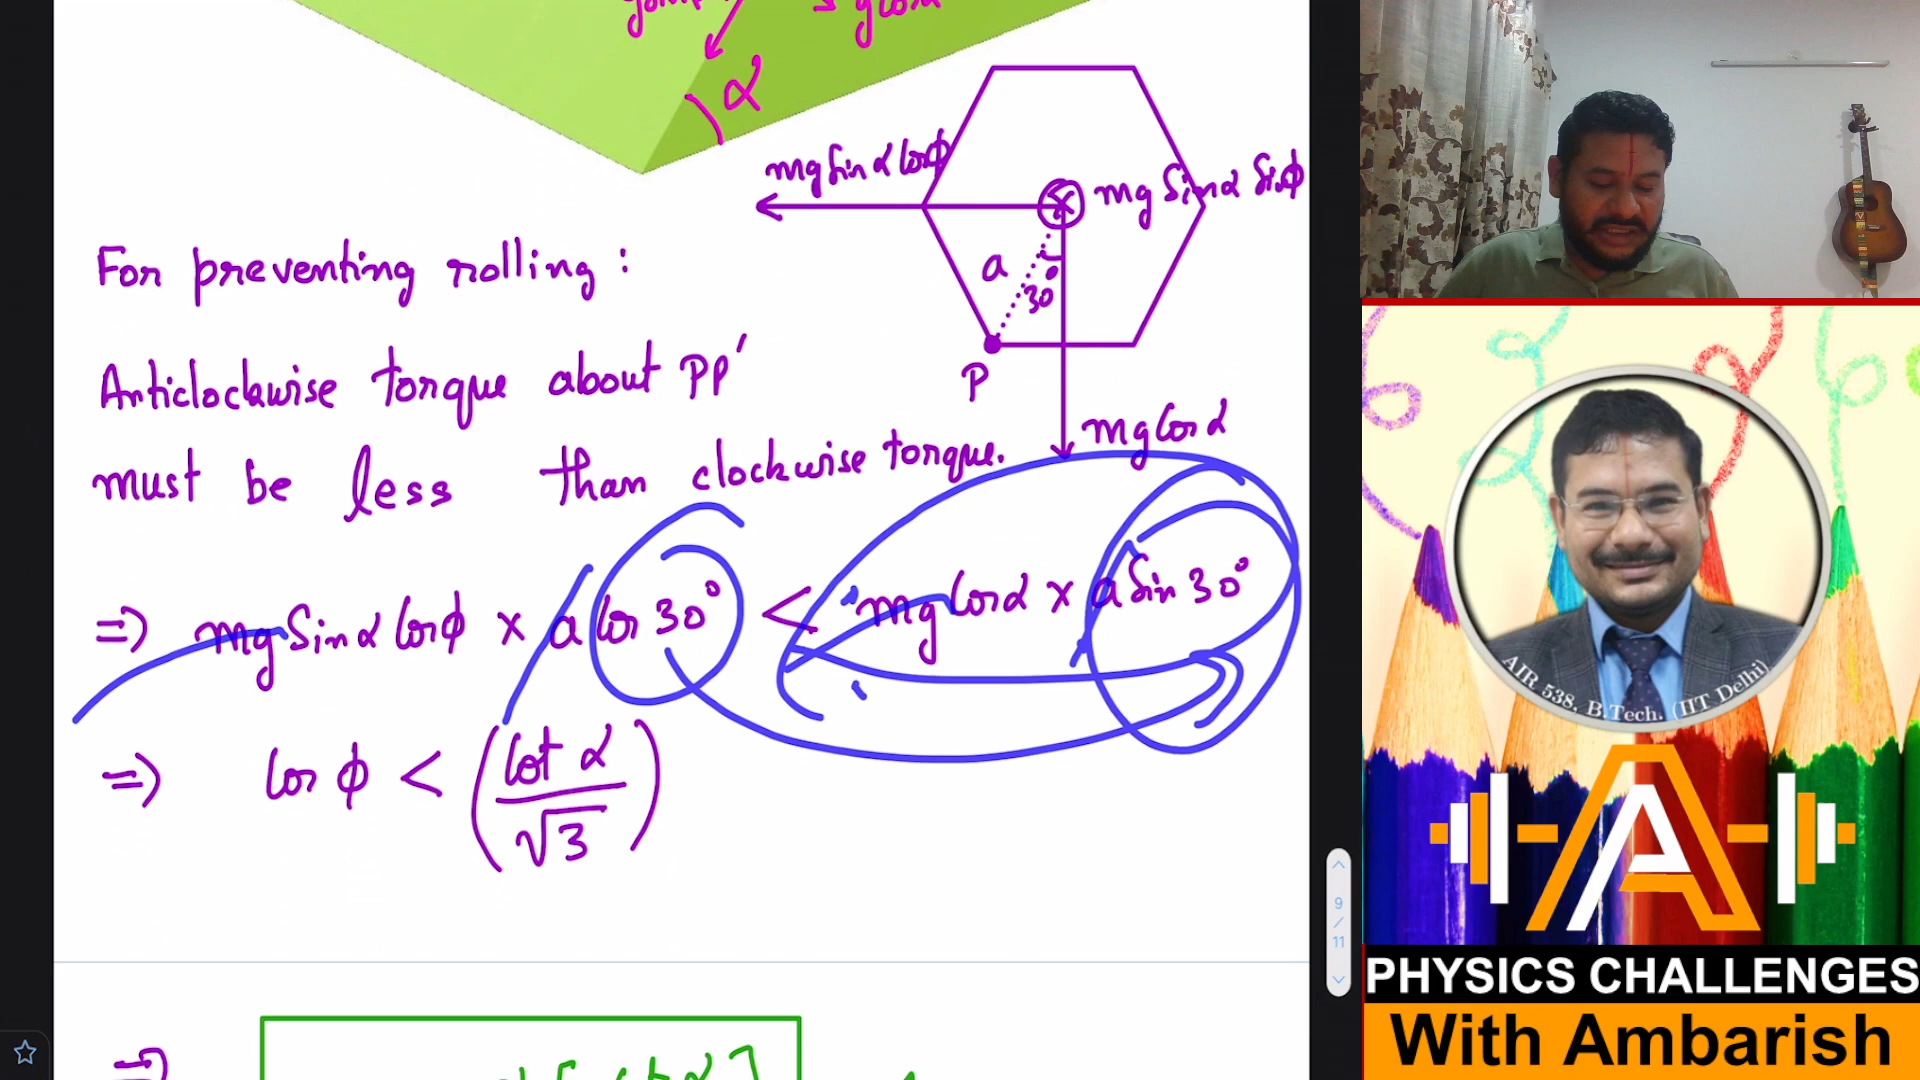 α
mg Sin α Cos ϕ
mg Sin α Sin ϕ
a
30°
P
mg Cos α
For preventing rolling :
Anticlockwise torque about PP'
must be less than clockwise torque.
=> mg Sin α Cos ϕ × a Cos 30° < mg Cos α × a Sin 30°
=> Cos ϕ < (Cot α / √3)
9
/
11
AIR 538, B.Tech. (IIT Delhi)
PHYSICS CHALLENGES
With Ambarish